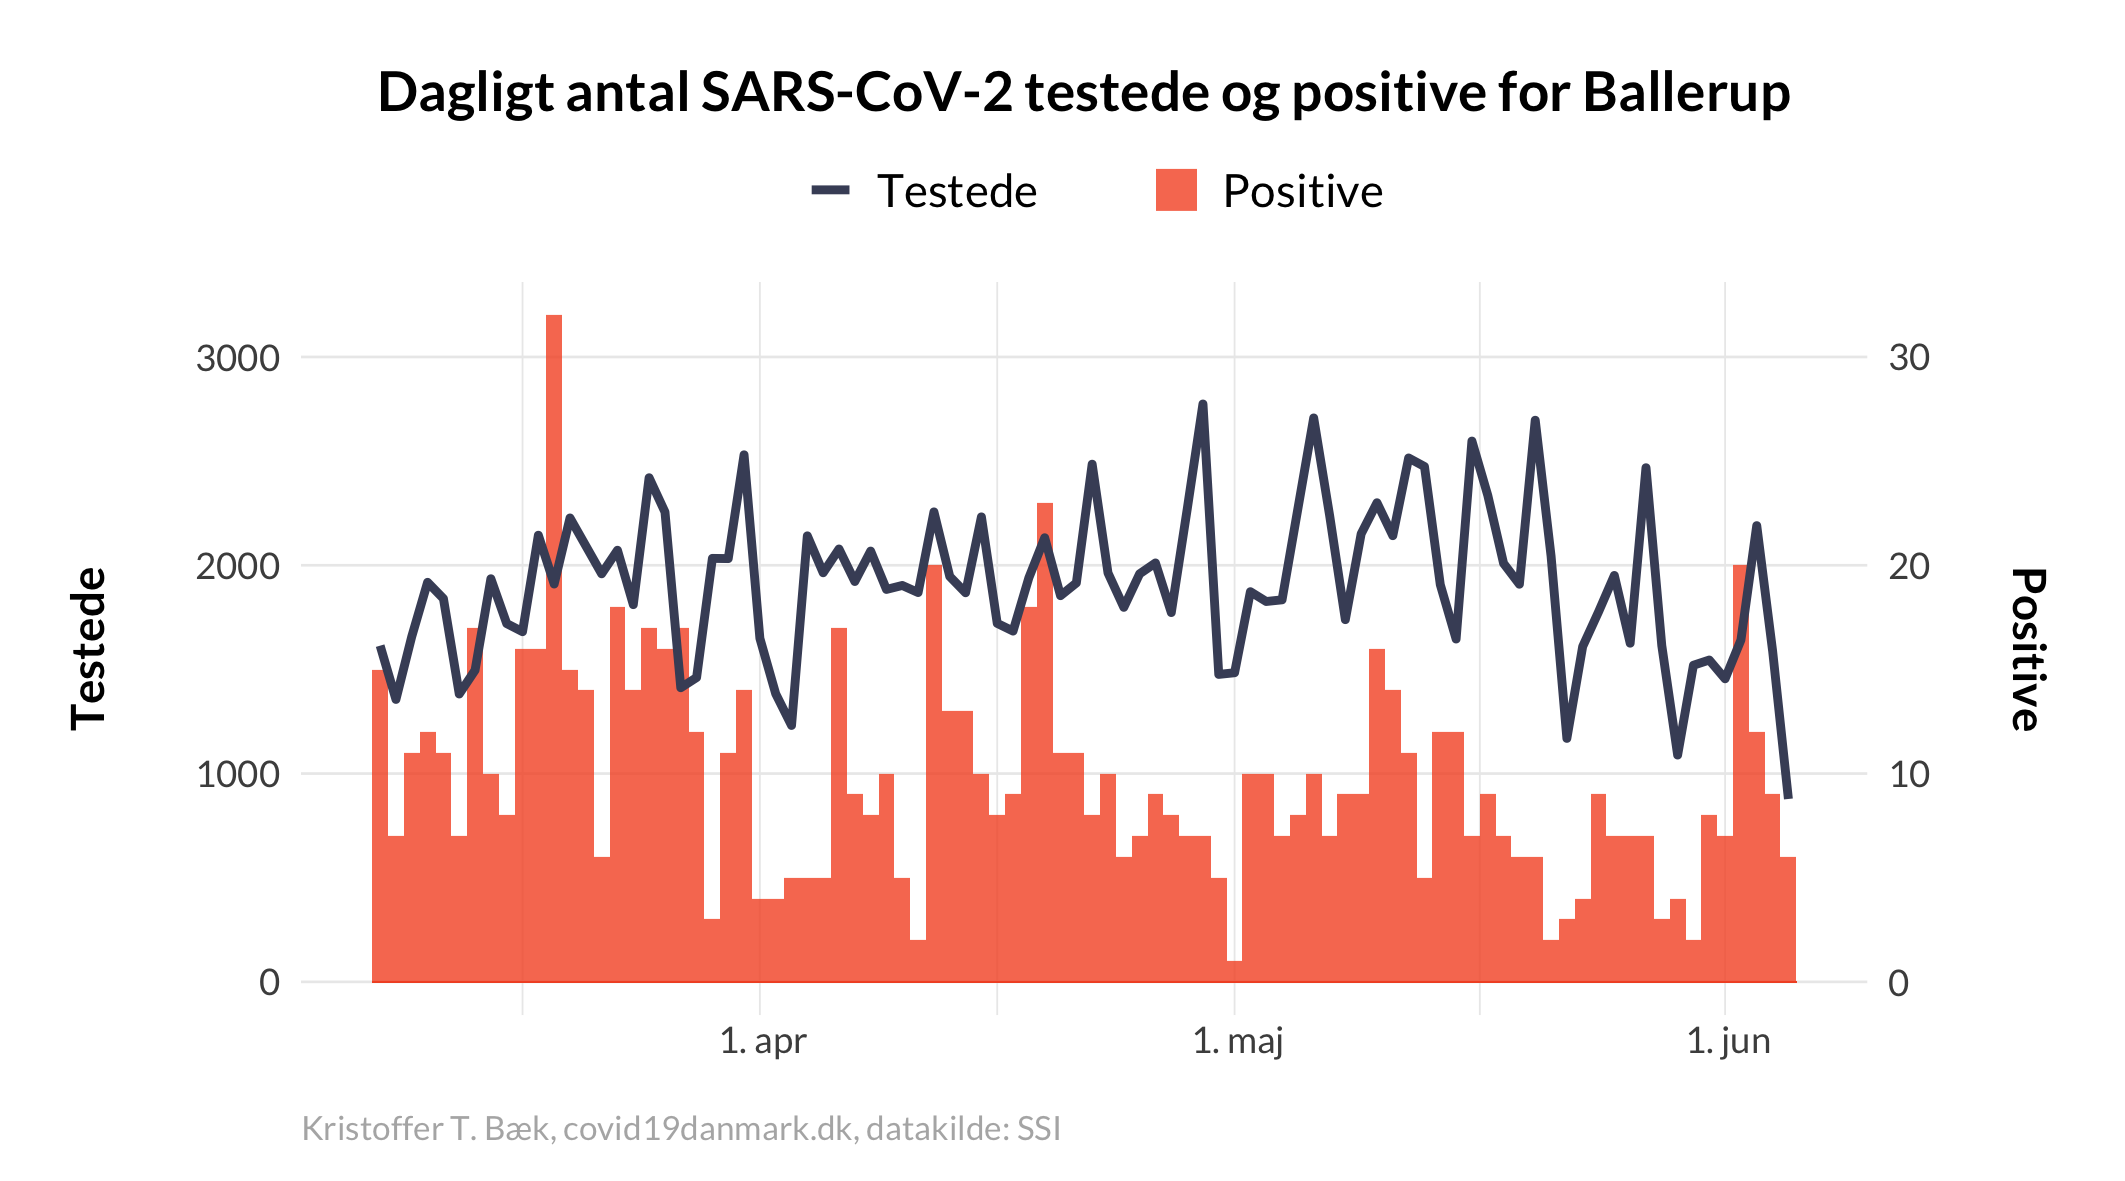 Dagligt antal SARS-CoV-2 testede og positive for Ballerup
Testede
Positive
3000
2000
1000
0
Testede
30
20
10
0
Positive
1. apr
1. maj
1. jun
Kristoffer T. Bæk, covid19danmark.dk, datakilde: SSI